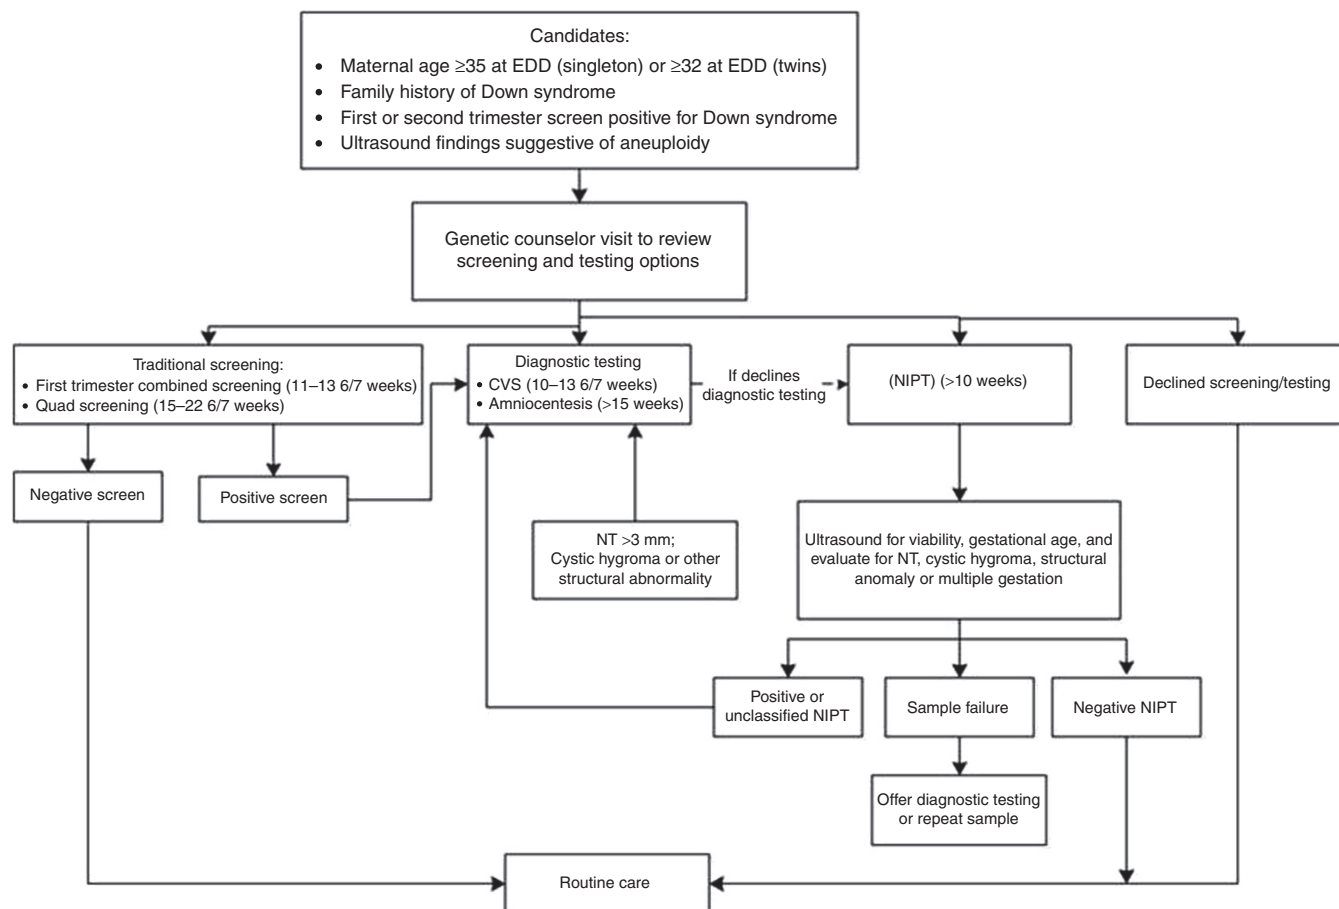 Candidates:
• Maternal age ≥35 at EDD (singleton) or ≥32 at EDD (twins)
• Family history of Down syndrome
• First or second trimester screen positive for Down syndrome
• Ultrasound findings suggestive of aneuploidy
Genetic counselor visit to review
screening and testing options
Traditional screening:
• First trimester combined screening (11–13 6/7 weeks)
• Quad screening (15–22 6/7 weeks)
Diagnostic testing
• CVS (10–13 6/7 weeks)
• Amniocentesis (>15 weeks)
If declines
diagnostic testing
(NIPT) (>10 weeks)
Declined screening/testing
Negative screen
Positive screen
NT >3 mm;
Cystic hygroma or other
structural abnormality
Ultrasound for viability, gestational age, and
evaluate for NT, cystic hygroma, structural
anomaly or multiple gestation
Positive or
unclassified NIPT
Sample failure
Negative NIPT
Offer diagnostic testing
or repeat sample
Routine care